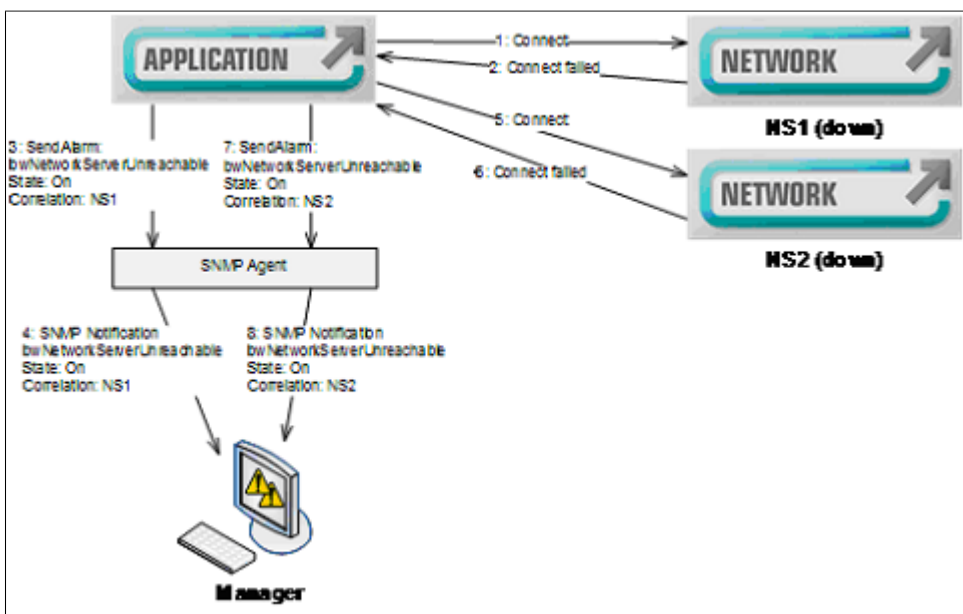 APPLICATION
1: Connect
2: Connect failed
NETWORK
NS1 (down)
5: Connect
6: Connect failed
NETWORK
NS2 (down)
3: SendAlarm:
bwNetworkServerUnreachable
State: On
Correlation: NS1
7: SendAlarm:
bwNetworkServerUnreachable
State: On
Correlation: NS2
SNMP Agent
4: SNMP Notification
bwNetworkServerUnreachable
State: On
Correlation: NS1
8: SNMP Notification
bwNetworkServerUnreachable
State: On
Correlation: NS2
Manager